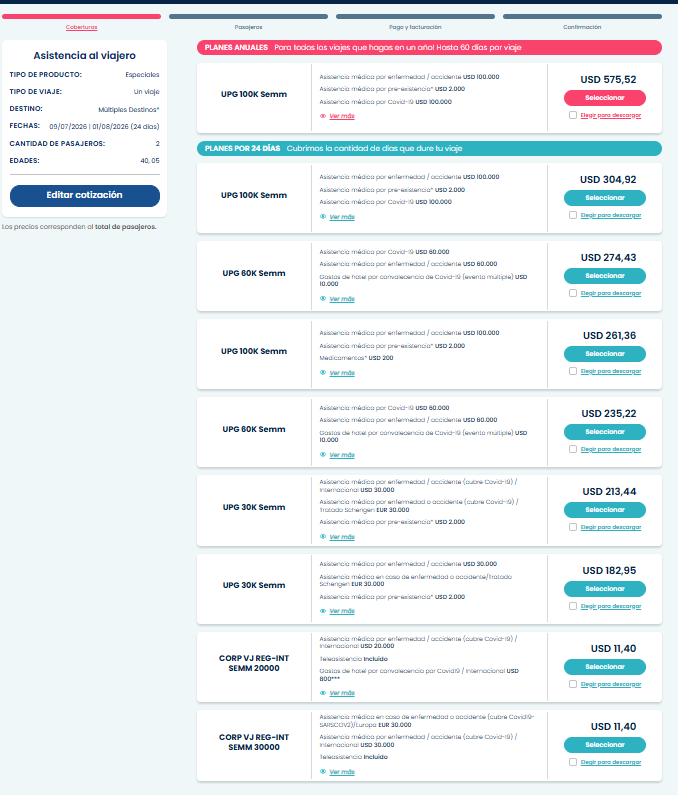 Coberturas
Pasajeros
Pago y facturación
Confirmación
Asistencia al viajero
TIPO DE PRODUCTO: Especiales
TIPO DE VIAJE: Un viaje
DESTINO: Múltiples Destinos*
FECHAS: 09/07/2026 | 01/08/2026 (24 días)
CANTIDAD DE PASAJEROS: 2
EDADES: 40, 05
Editar cotización
Los precios corresponden al total de pasajeros.
PLANES ANUALES Para todos los viajes que hagas en un año! Hasta 60 días por viaje
UPG 100K Semm
Asistencia médica por enfermedad / accidente USD 100.000
Asistencia médica por pre-existencia* USD 2.000
Asistencia médica por Covid-19 USD 100.000
Ver más
USD 575,52
Seleccionar
Elegir para descargar
PLANES POR 24 DÍAS Cubrimos la cantidad de días que dure tu viaje
UPG 100K Semm
Asistencia médica por enfermedad / accidente USD 100.000
Asistencia médica por pre-existencia* USD 2.000
Asistencia médica por Covid-19 USD 100.000
Ver más
USD 304,92
Seleccionar
Elegir para descargar
UPG 60K Semm
Asistencia médica por Covid-19 USD 60.000
Asistencia médica por enfermedad / accidente USD 60.000
Gastos de hotel por convalecencia de Covid-19 (evento múltiple) USD
10.000
Ver más
USD 274,43
Seleccionar
Elegir para descargar
UPG 100K Semm
Asistencia médica por enfermedad / accidente USD 100.000
Asistencia médica por pre-existencia* USD 2.000
Medicamentos* USD 200
Ver más
USD 261,36
Seleccionar
Elegir para descargar
UPG 60K Semm
Asistencia médica por Covid-19 USD 60.000
Asistencia médica por enfermedad / accidente USD 60.000
Gastos de hotel por convalecencia de Covid-19 (evento múltiple) USD
10.000
Ver más
USD 235,22
Seleccionar
Elegir para descargar
UPG 30K Semm
Asistencia médica por enfermedad / accidente (cubre Covid-19) /
Internacional USD 30.000
Asistencia médica por enfermedad o accidente (cubre Covid-19) /
Tratado Schengen EUR 30.000
Asistencia médica por pre-existencia* USD 2.000
Ver más
USD 213,44
Seleccionar
Elegir para descargar
UPG 30K Semm
Asistencia médica por enfermedad / accidente USD 30.000
Asistencia médica en caso de enfermedad o accidente/Tratado
Schengen EUR 30.000
Asistencia médica por pre-existencia* USD 2.000
Ver más
USD 182,95
Seleccionar
Elegir para descargar
CORP VJ REG-INT
SEMM 20000
Asistencia médica por enfermedad / accidente (cubre Covid-19) /
Internacional USD 20.000
Teleasistencia Incluido
Gastos de hotel por convalecencia por Covid19 / Internacional USD
800***
Ver más
USD 11,40
Seleccionar
Elegir para descargar
CORP VJ REG-INT
SEMM 30000
Asistencia médica en caso de enfermedad o accidente (cubre Covid19-
SARSCOV2)/Europa EUR 30.000
Asistencia médica por enfermedad / accidente (cubre Covid-19) /
Internacional USD 30.000
Teleasistencia Incluido
Ver más
USD 11,40
Seleccionar
Elegir para descargar